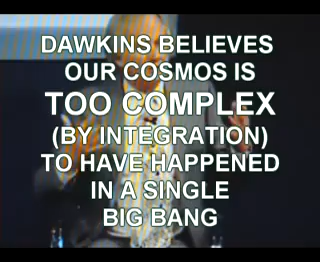 DAWKINS BELIEVES
OUR COSMOS IS
TOO COMPLEX
(BY INTEGRATION)
TO HAVE HAPPENED
IN A SINGLE
BIG BANG